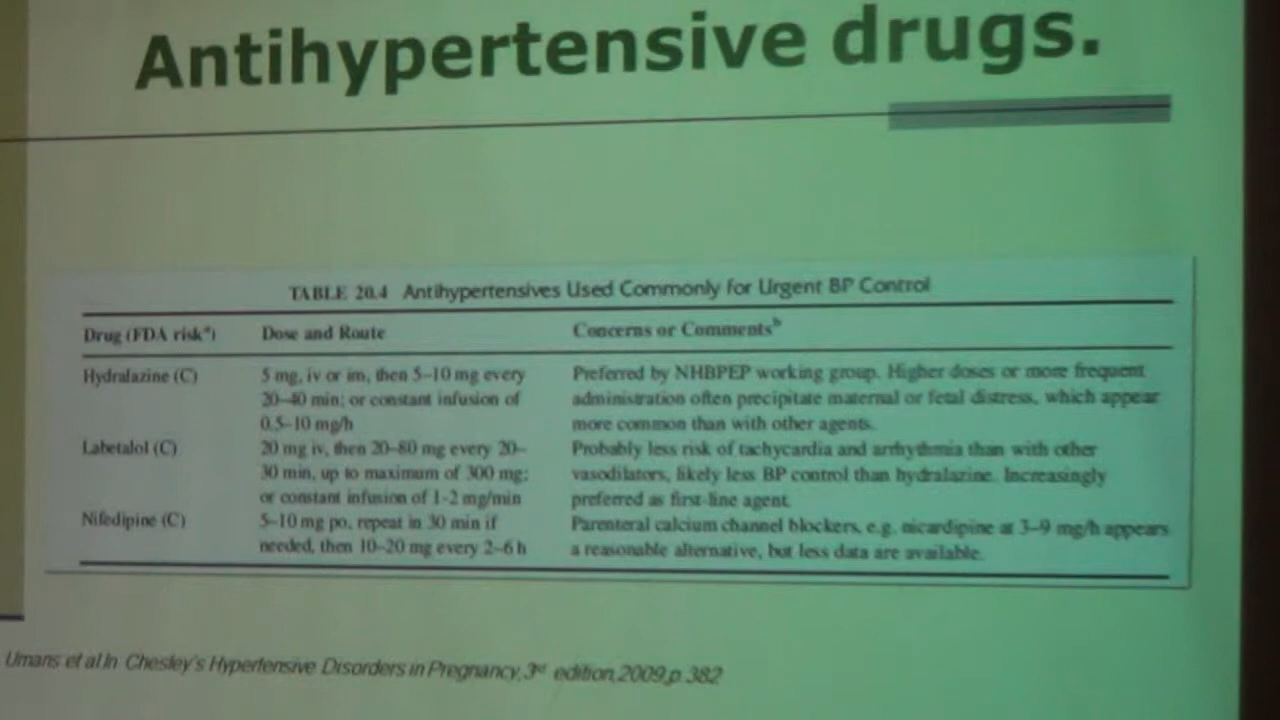 Antihypertensive drugs.
TABLE 20.4 Antihypertensives Used Commonly for Urgent BP Control
Drug (FDA riskᵃ) Dose and Route Concerns or Commentsᵇ
Hydralazine (C) 5 mg, iv or im, then 5–10 mg every Preferred by NHBPEP working group. Higher doses or more frequent
20–40 min; or constant infusion of administration often precipitate maternal or fetal distress, which appear
0.5–10 mg/h more common than with other agents.
Labetalol (C) 20 mg iv, then 20–80 mg every 20– Probably less risk of tachycardia and arrhythmia than with other
30 min, up to maximum of 300 mg; vasodilators, likely less BP control than hydralazine. Increasingly
or constant infusion of 1-2 mg/min preferred as first-line agent.
Nifedipine (C) 5–10 mg po, repeat in 30 min if Parenteral calcium channel blockers, e.g. nicardipine at 3–9 mg/h appears
needed, then 10–20 mg every 2–6 h a reasonable alternative, but less data are available.
Umans et al.In Chesley's Hypertensive Disorders in Pregnancy,3ʳᵈ edition,2009,p.382